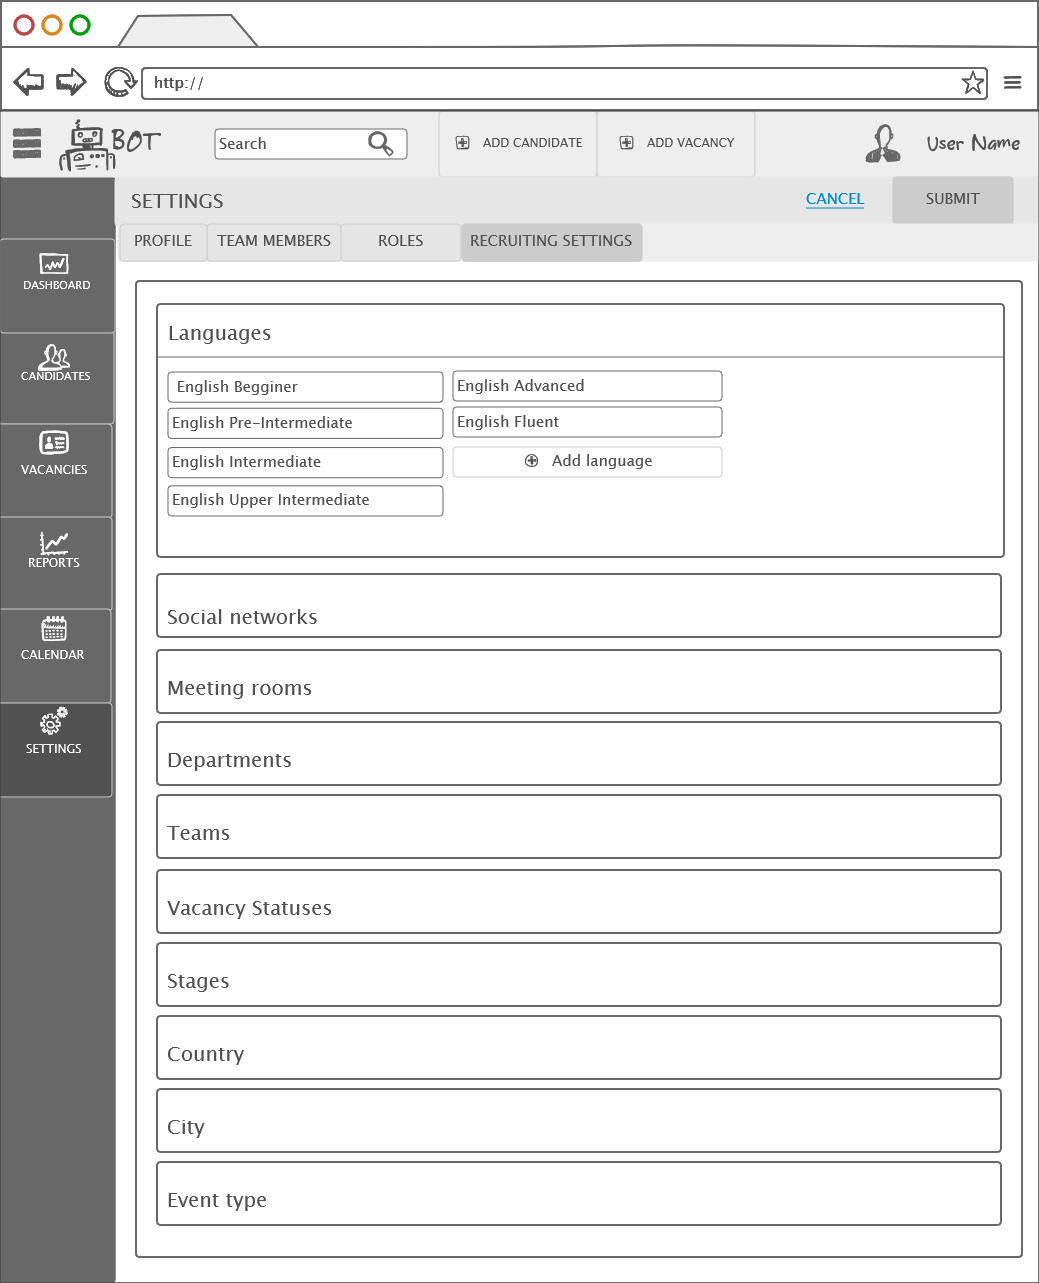 http://
BOT
Search
ADD CANDIDATE
ADD VACANCY
User Name
SETTINGS
CANCEL
SUBMIT
PROFILE
TEAM MEMBERS
ROLES
RECRUITING SETTINGS
DASHBOARD
CANDIDATES
VACANCIES
REPORTS
CALENDAR
SETTINGS
Languages
English Begginer
English Advanced
English Pre-Intermediate
English Fluent
English Intermediate
Add language
English Upper Intermediate
Social networks
Meeting rooms
Departments
Teams
Vacancy Statuses
Stages
Country
City
Event type